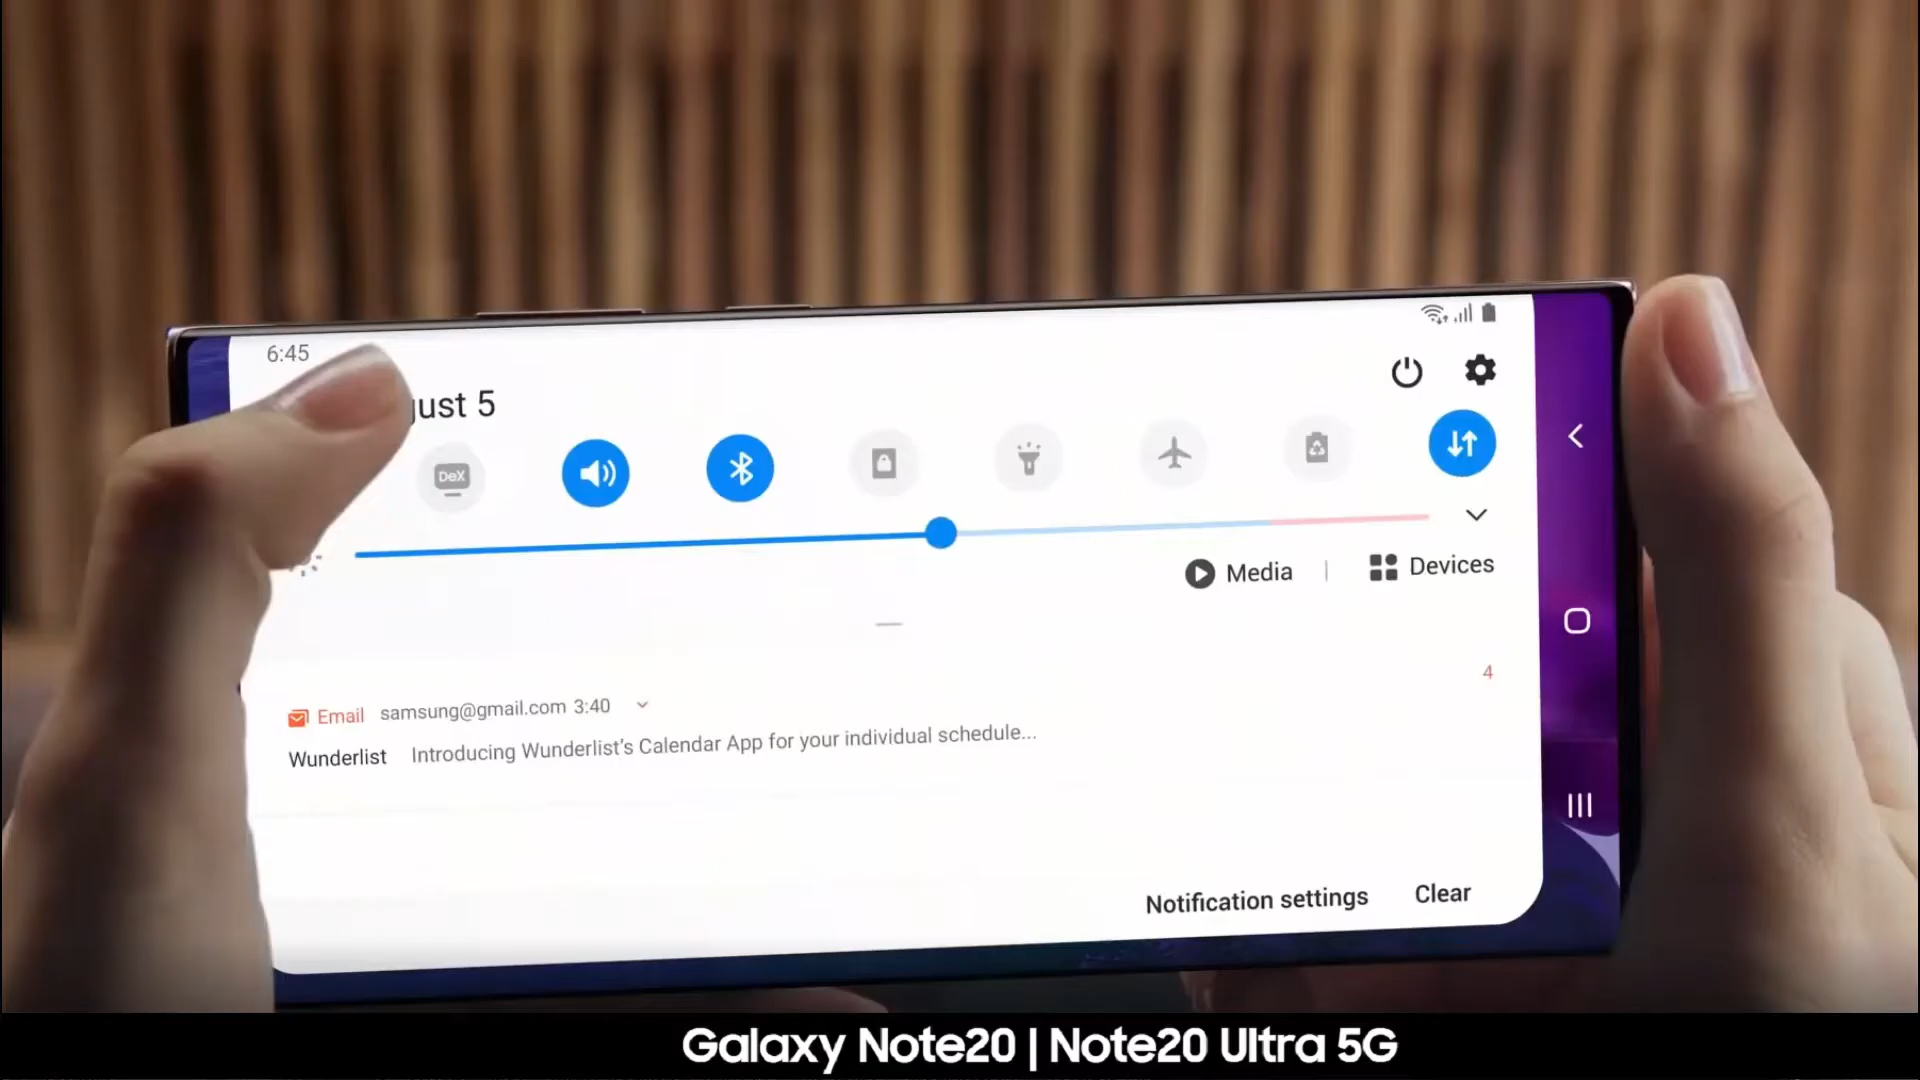 6:45
5
DeX
Media | Devices
4
Email samsung@gmail.com 3:40
Wunderlist Introducing Wunderlist's Calendar App for your individual schedule...
Notification settings Clear
Galaxy Note20 | Note20 Ultra 5G